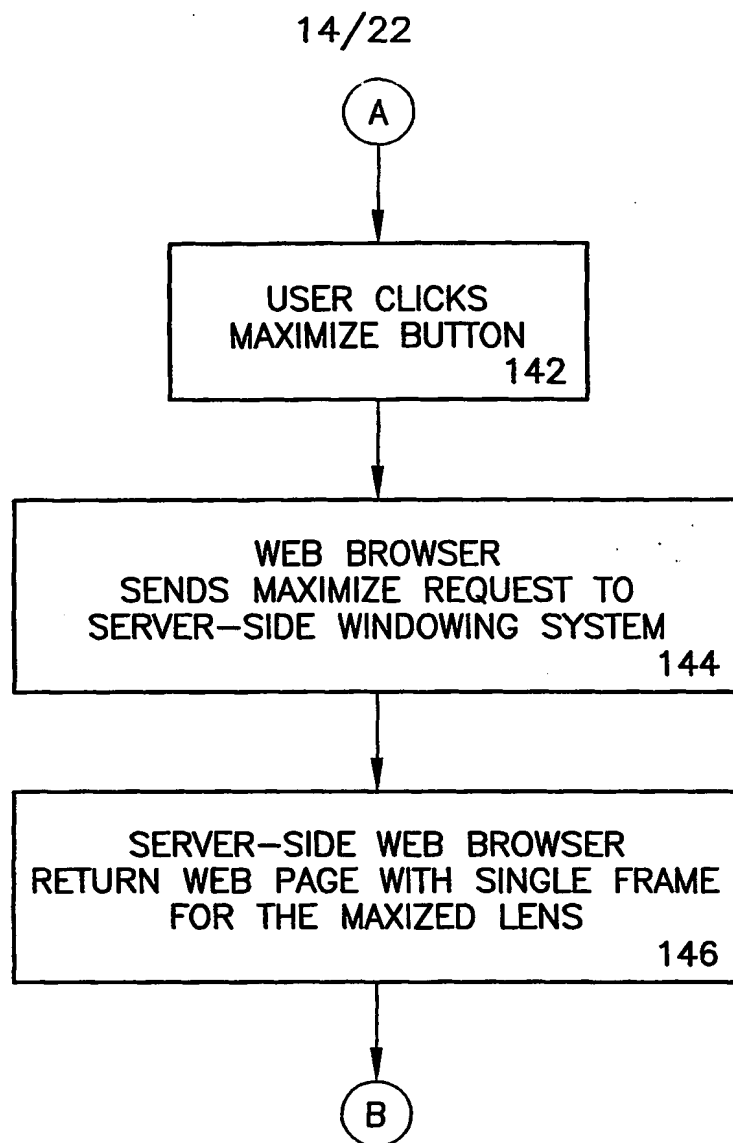 14/22
A
USER CLICKS
MAXIMIZE BUTTON
142
WEB BROWSER
SENDS MAXIMIZE REQUEST TO
SERVER-SIDE WINDOWING SYSTEM
144
SERVER-SIDE WEB BROWSER
RETURN WEB PAGE WITH SINGLE FRAME
FOR THE MAXIZED LENS
146
B